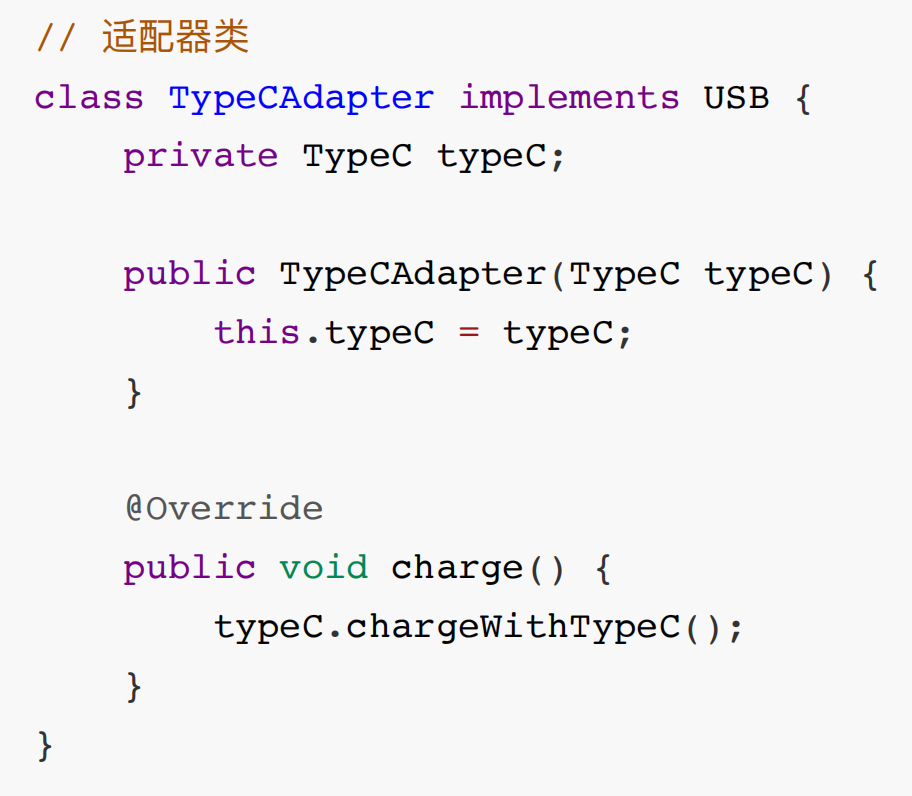 // 适配器类
class TypeCAdapter implements USB {
    private TypeC typeC;
    public TypeCAdapter(TypeC typeC) {
        this.typeC = typeC;
    }
    @Override
    public void charge() {
        typeC.chargeWithTypeC();
    }
}